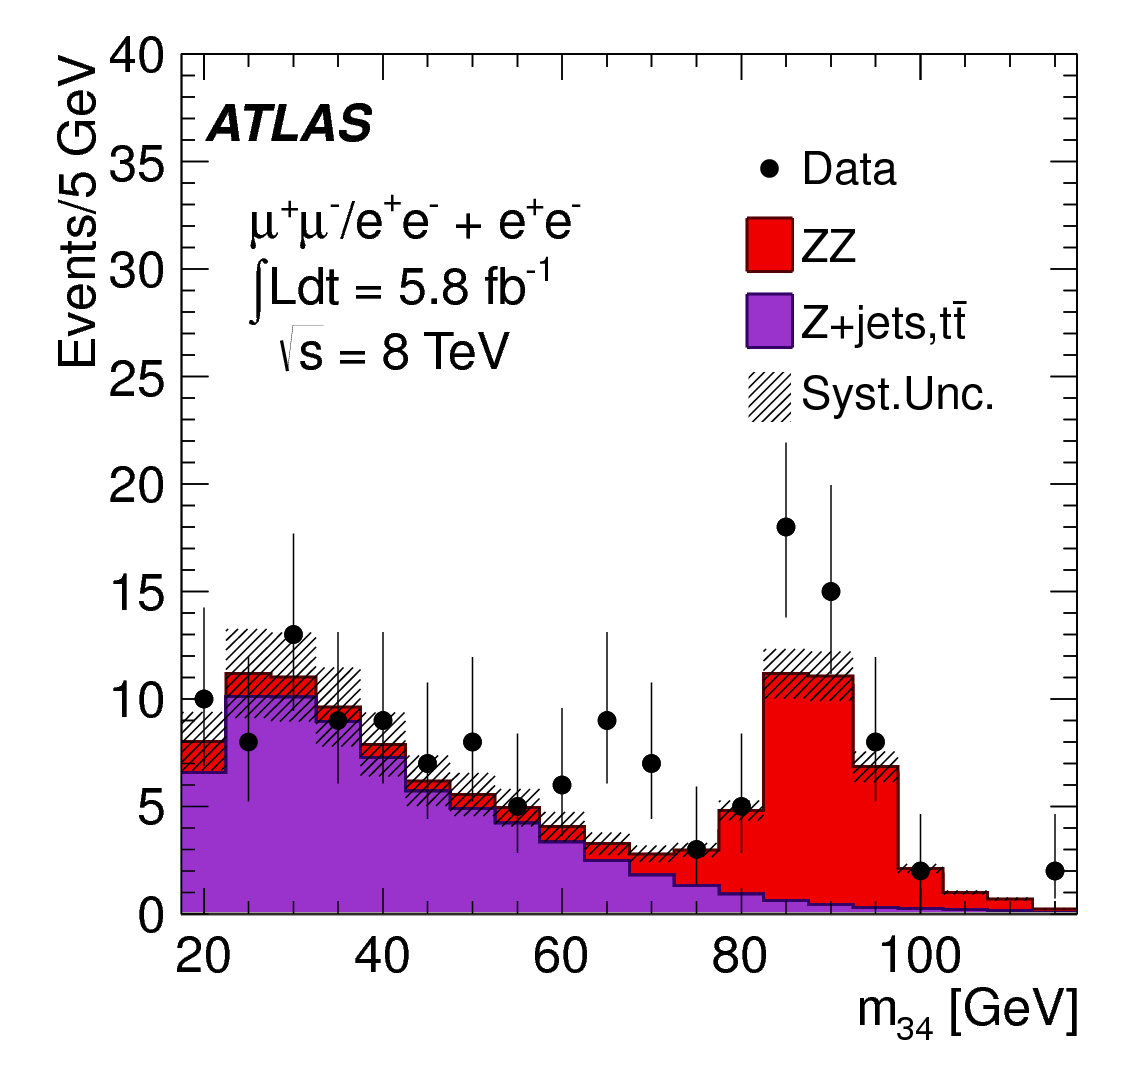 Events/5 GeV
40
35
30
25
20
15
10
5
0
ATLAS
μ⁺μ⁻/e⁺e⁻ + e⁺e⁻
∫Ldt = 5.8 fb⁻¹
√s = 8 TeV
Data
ZZ
Z+jets,tt̄
Syst.Unc.
20 40 60 80 100
m₃₄ [GeV]